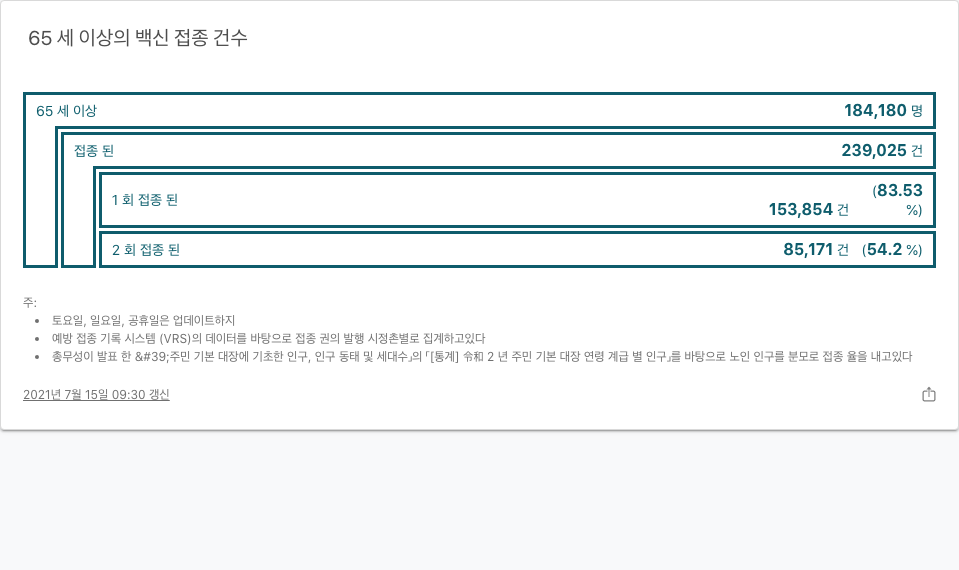 65 세 이상의 백신 접종 건수
65 세 이상 184,180 명
접종 된 239,025 건
1 회 접종 된 153,854 건 (83.53 %)
2 회 접종 된 85,171 건 (54.2 %)
주:
토요일, 일요일, 공휴일은 업데이트하지
예방 접종 기록 시스템 (VRS)의 데이터를 바탕으로 접종 권의 발행 시정촌별로 집계하고있다
총무성이 발표 한 &#39;주민 기본 대장에 기초한 인구, 인구 동태 및 세대수』의 「[통계] 令和 2 년 주민 기본 대장 연령 계급 별 인구』를 바탕으로 노인 인구를 분모로 접종 율을 내고있다
2021년 7월 15일 09:30 갱신